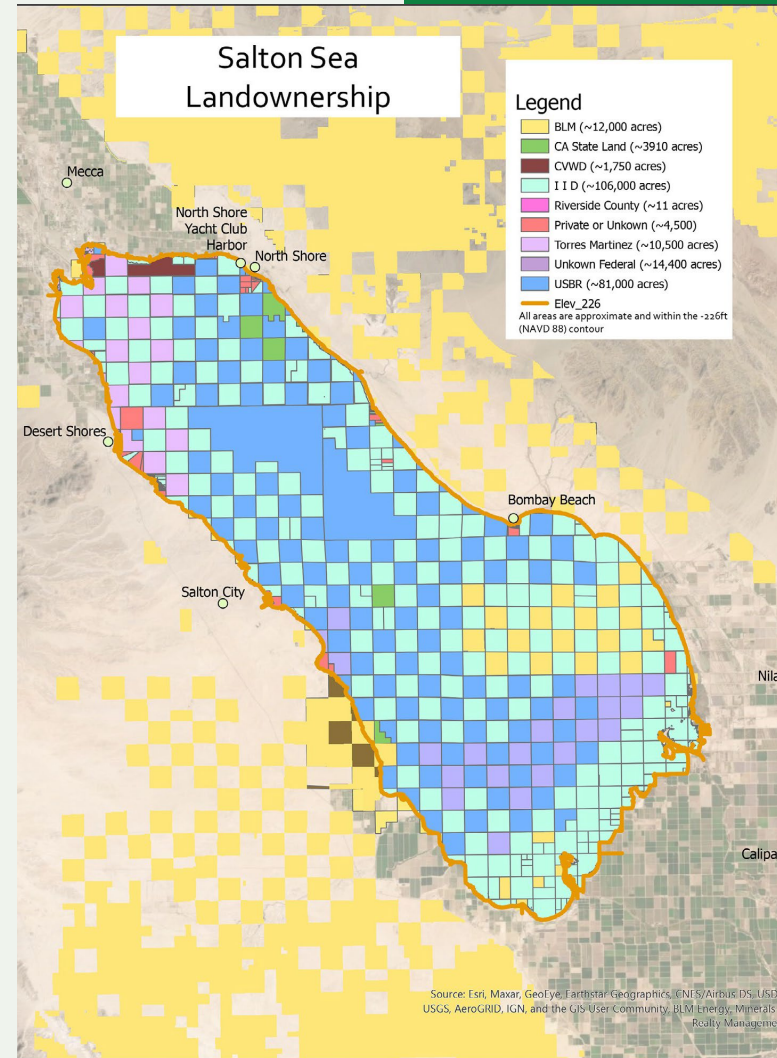 Salton Sea
Landownership
Legend
BLM (~12,000 acres)
CA State Land (~3910 acres)
CVWD (~1,750 acres)
I I D (~106,000 acres)
Riverside County (~11 acres)
Private or Unkown (~4,500)
Torres Martinez (~10,500 acres)
Unkown Federal (~14,400 acres)
USBR (~81,000 acres)
Elev_226
All areas are approximate and within the -226ft
(NAVD 88) contour
Mecca
North Shore
Yacht Club
Harbor
North Shore
Desert Shores
Bombay Beach
Salton City
Nila
Calipa
Source: Esri, Maxar, GeoEye, Earthstar Geographics, CNES/Airbus DS, USD
USGS, AeroGRID, IGN, and the GIS User Community, BLM Energy, Minerals
Realty Manageme